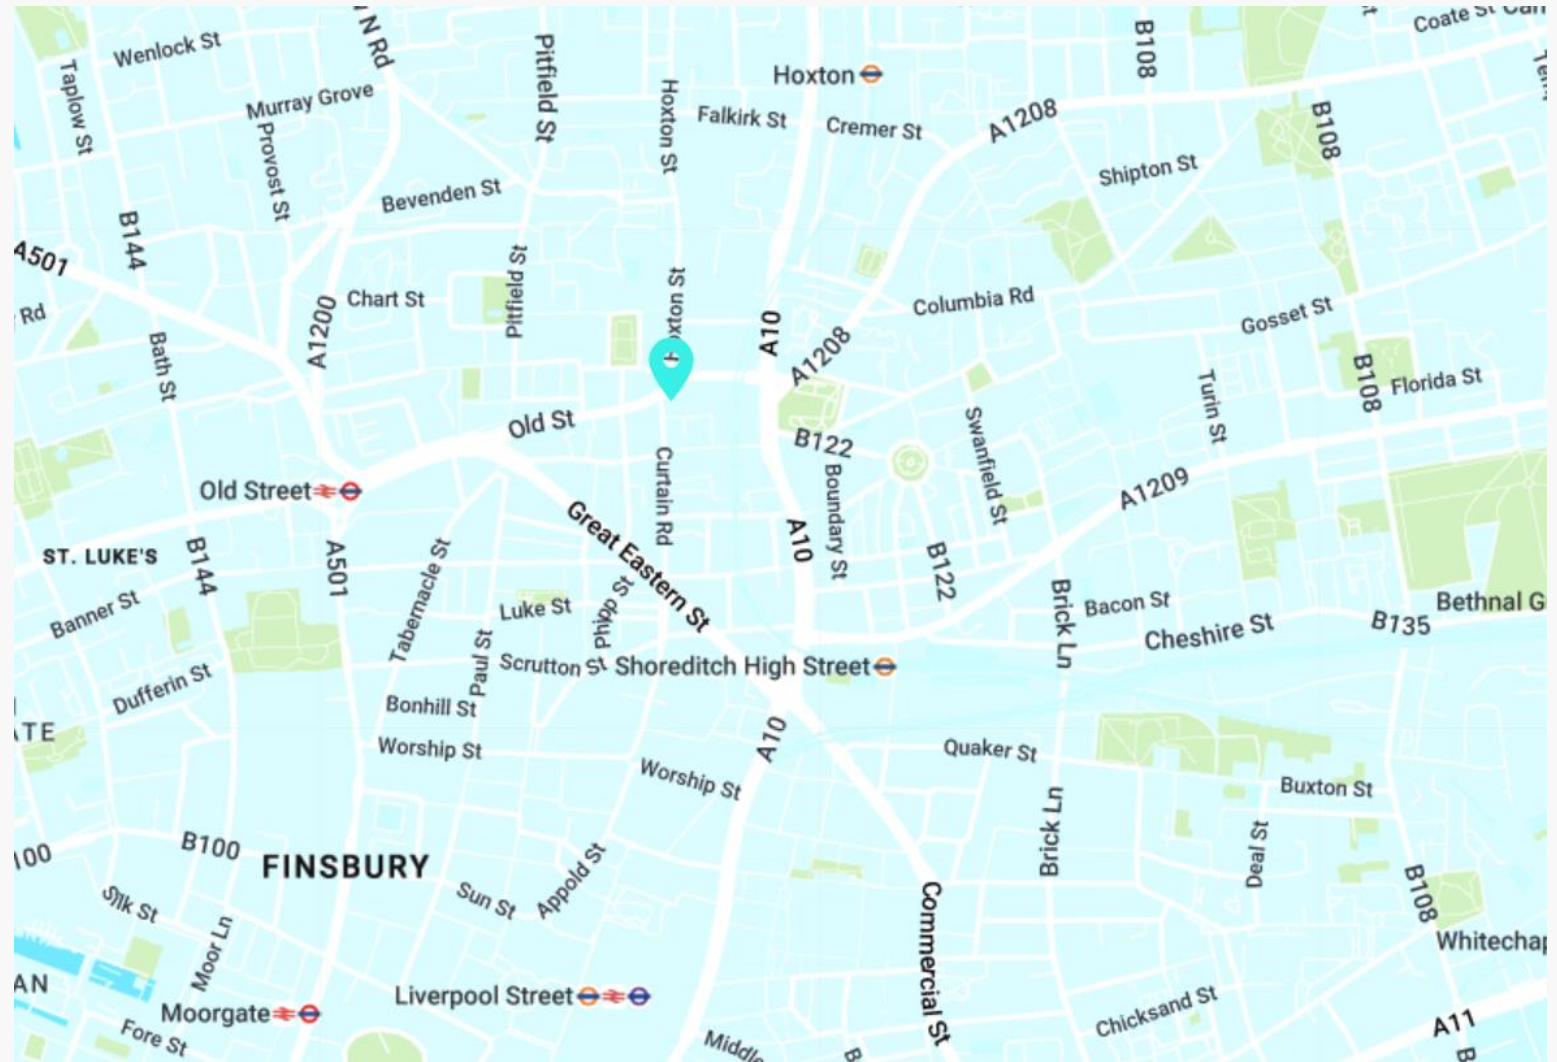 Wenlock St
N Rd
Pitfield St
B108
Coate St
Taplow St
Murray Grove
Hoxton St
Hoxton
Falkirk St
Cremer St
A1208
B108
Provost St
Shipton St
Bevenden St
B144
A501
Pitfield St
oxton St
Rd
Chart St
A1200
A10
Columbia Rd
Gosset St
A1208
Bath St
Turin St
B108
Florida St
Old St
B122
Swanfield St
Old Street
Curtain Rd
Boundary St
A1209
Great Eastern St
A10
ST. LUKE'S
B144
A501
Tabernacle St
B122
Banner St
Luke St
Phipp St
Brick Ln
Bacon St
Bethnal G
Cheshire St
B135
Paul St
Scrutton St
Shoreditch High Street
Dufferin St
Bonhill St
ATE
Worship St
A10
Quaker St
Worship St
Buxton St
Brick Ln
Deal St
100
B100
FINSBURY
Appold St
Sun St
B108
Silk St
Commercial St
Moor Ln
Whitechap
AN
Liverpool Street
Moorgate
Chicksand St
Fore St
A11
Middle
B
B